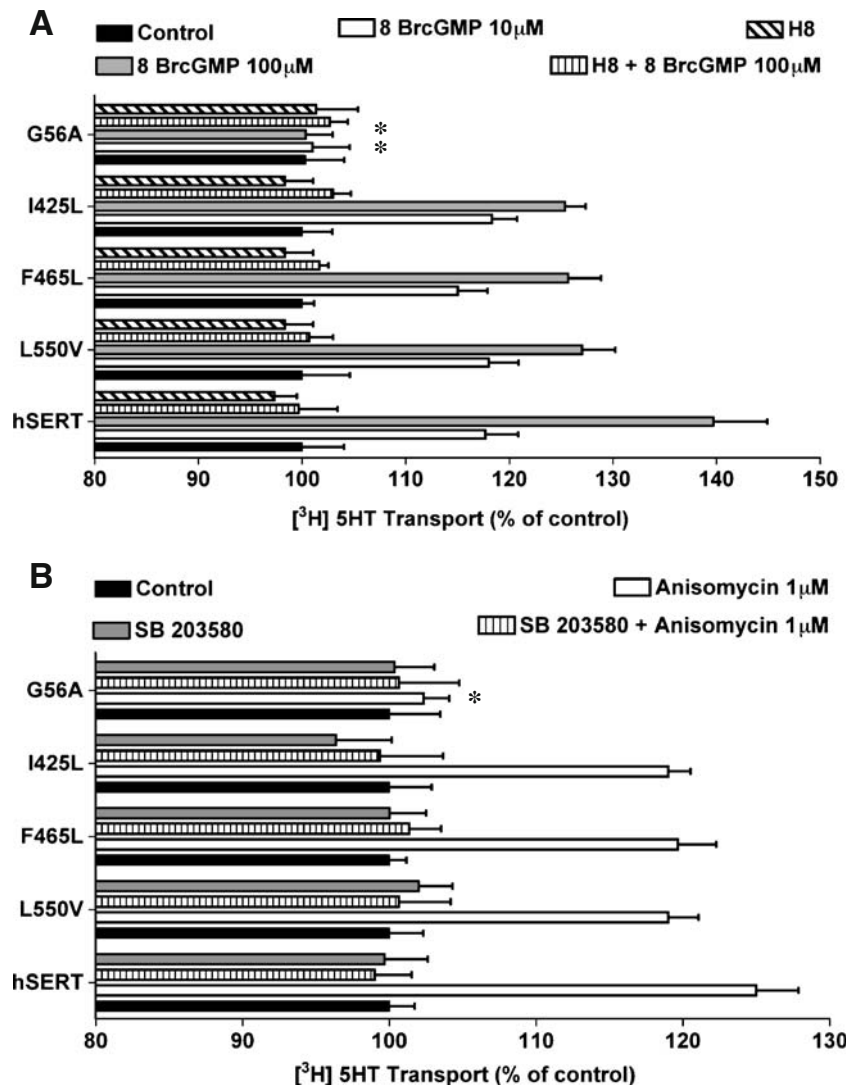 A
Control
8 BrcGMP 10μM
H8
8 BrcGMP 100μM
H8 + 8 BrcGMP 100μM
G56A
*
*
I425L
F465L
L550V
hSERT
80 90 100 110 120 130 140 150
[³H] 5HT Transport (% of control)
B
Control
Anisomycin 1μM
SB 203580
SB 203580 + Anisomycin 1μM
G56A
*
I425L
F465L
L550V
hSERT
80 90 100 110 120 130
[³H] 5HT Transport (% of control)